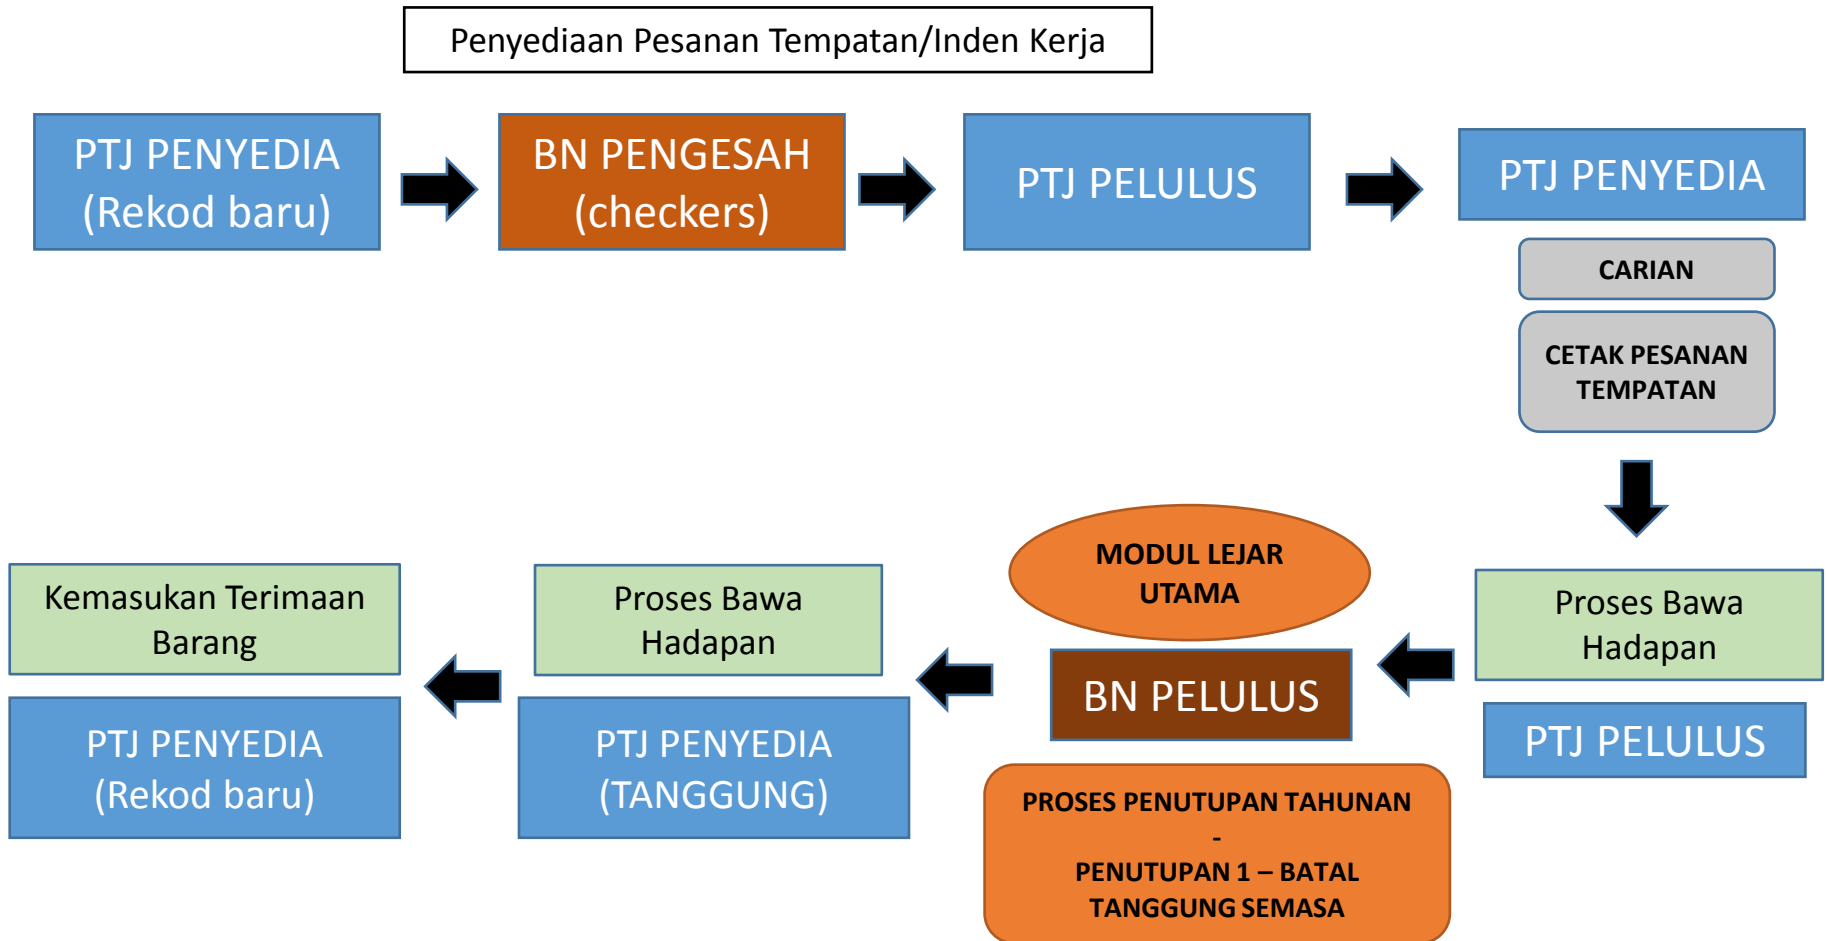 Penyediaan Pesanan Tempatan/Inden Kerja
PTJ PENYEDIA
(Rekod baru)
BN PENGESAH
(checkers)
PTJ PELULUS
PTJ PENYEDIA
CARIAN
CETAK PESANAN
TEMPATAN
Proses Bawa
Hadapan
PTJ PELULUS
MODUL LEJAR
UTAMA
BN PELULUS
PROSES PENUTUPAN TAHUNAN
-
PENUTUPAN 1 – BATAL
TANGGUNG SEMASA
Proses Bawa
Hadapan
PTJ PENYEDIA
(TANGGUNG)
Kemasukan Terimaan
Barang
PTJ PENYEDIA
(Rekod baru)